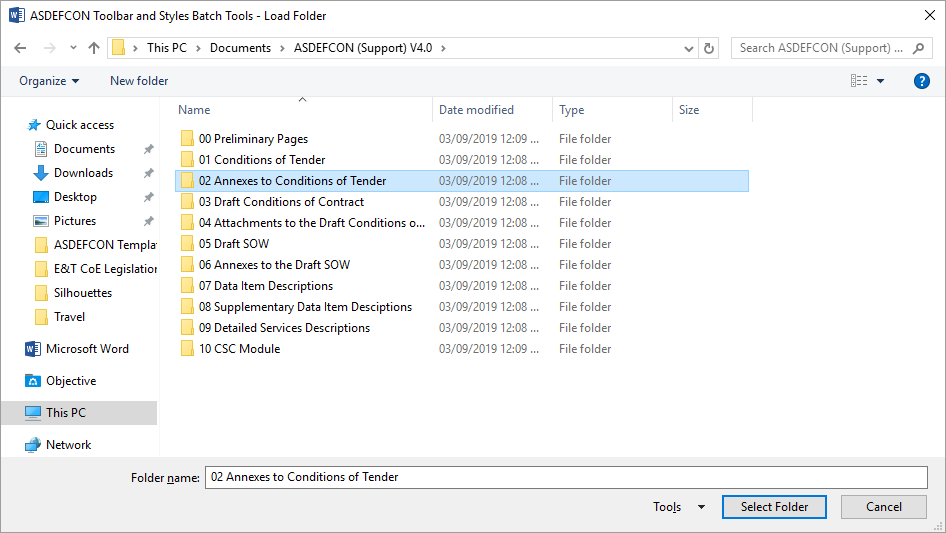 ASDEFCON Toolbar and Styles Batch Tools - Load Folder
This PC > Documents > ASDEFCON (Support) V4.0 >
Search ASDEFCON (Support) ...
Organize New folder ?
Name Date modified Type Size
Quick access
Documents
Downloads
Desktop
Pictures
ASDEFCON Templat
E&T CoE Legislation
Silhouettes
Travel
Microsoft Word
Objective
This PC
Network
00 Preliminary Pages 03/09/2019 12:09 ... File folder
01 Conditions of Tender 03/09/2019 12:08 ... File folder
02 Annexes to Conditions of Tender 03/09/2019 12:08 ... File folder
03 Draft Conditions of Contract 03/09/2019 12:08 ... File folder
04 Attachments to the Draft Conditions o... 03/09/2019 12:08 ... File folder
05 Draft SOW 03/09/2019 12:08 ... File folder
06 Annexes to the Draft SOW 03/09/2019 12:08 ... File folder
07 Data Item Descriptions 03/09/2019 12:08 ... File folder
08 Supplementary Data Item Desciptions 03/09/2019 12:08 ... File folder
09 Detailed Services Descriptions 03/09/2019 12:08 ... File folder
10 CSC Module 03/09/2019 12:09 ... File folder
Folder name: 02 Annexes to Conditions of Tender
Tools Select Folder Cancel